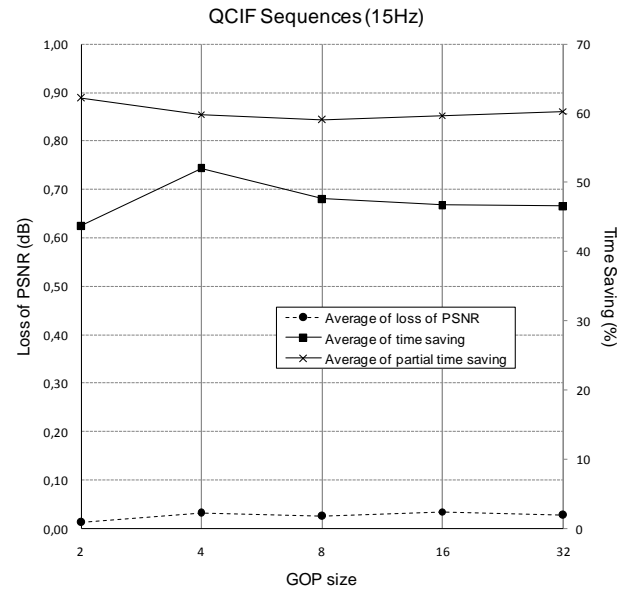 QCIF Sequences (15Hz)
1,00
0,90
0,80
0,70
0,60
0,50
0,40
0,30
0,20
0,10
0,00
Loss of PSNR (dB)
70
60
50
40
30
20
10
0
Time Saving (%)
Average of loss of PSNR
Average of time saving
Average of partial time saving
2 4 8 16 32
GOP size